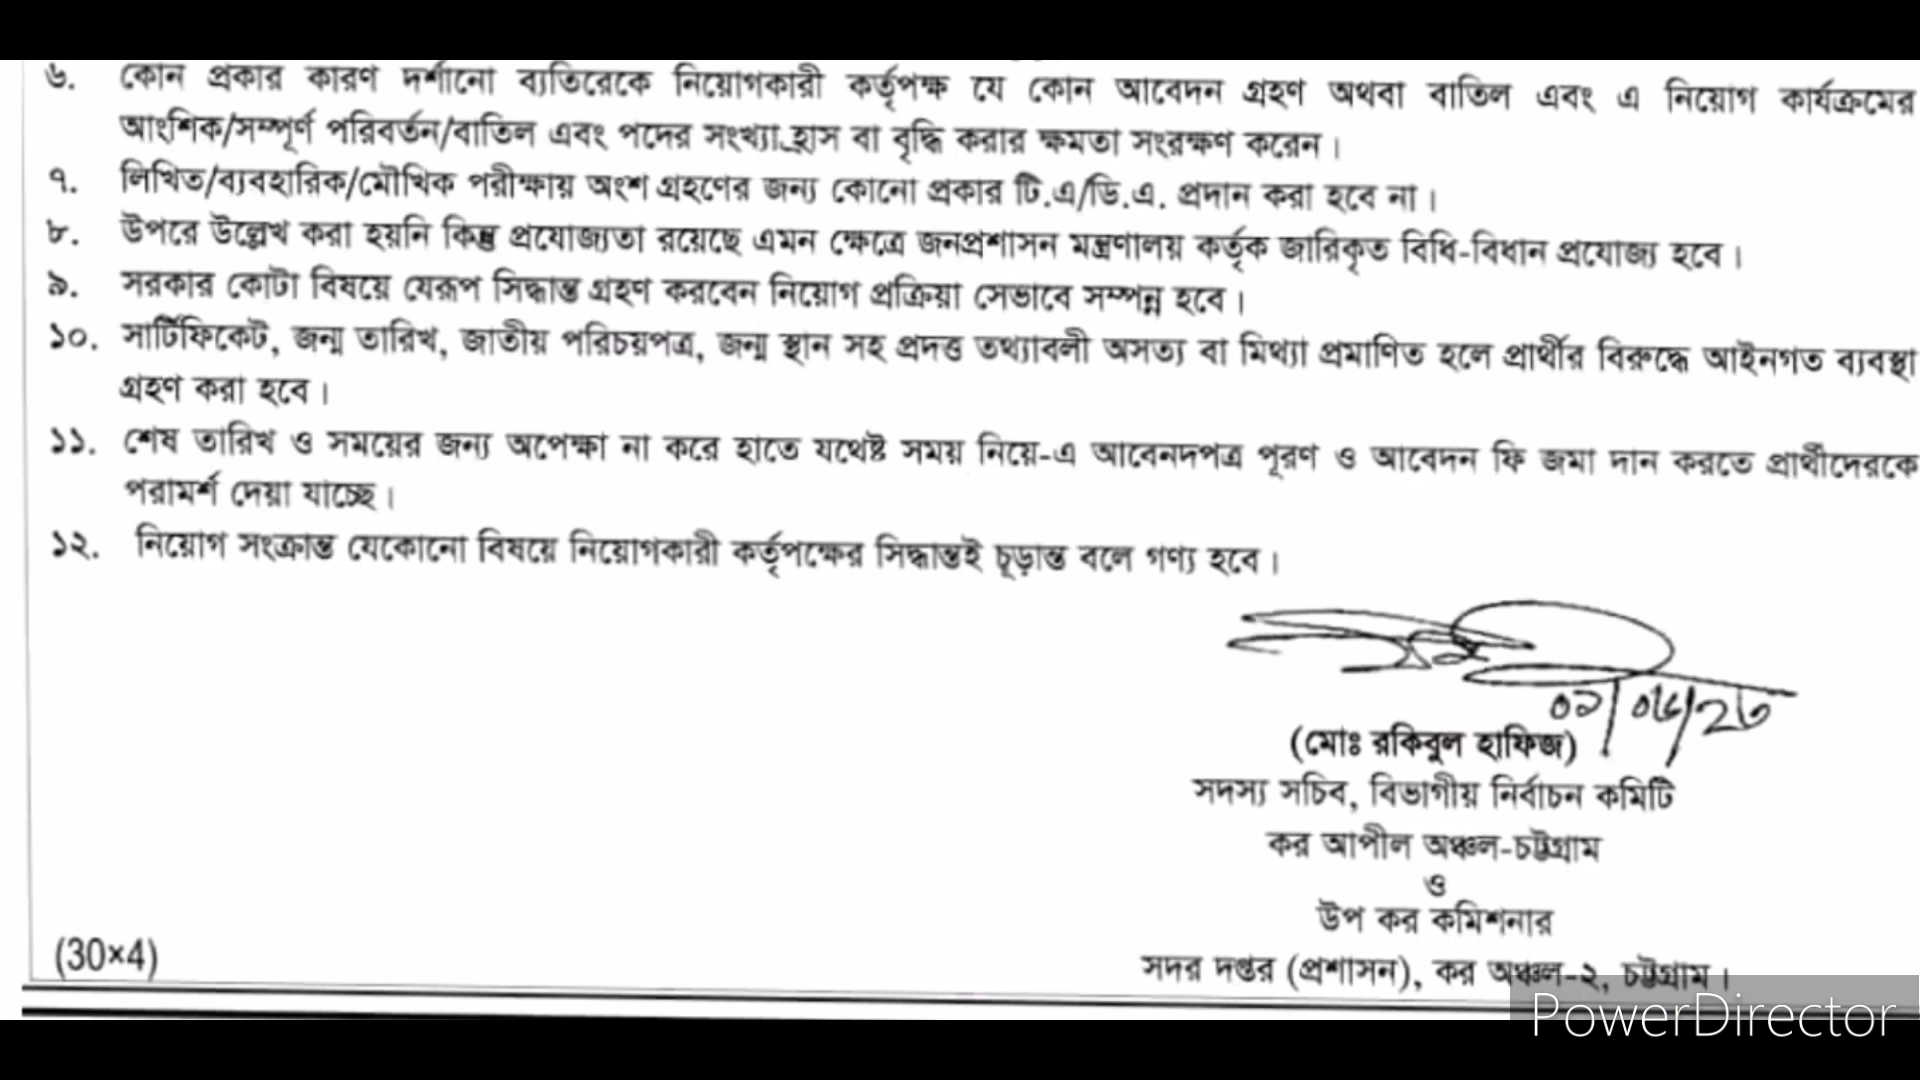 ৬. কোন প্রকার কারণ দর্শানো ব্যতিরেকে নিয়োগকারী কর্তৃপক্ষ যে কোন আবেদন গ্রহণ অথবা বাতিল এবং এ নিয়োগ কার্যক্রমের
আংশিক/সম্পূর্ণ পরিবর্তন/বাতিল এবং পদের সংখ্যা হ্রাস বা বৃদ্ধি করার ক্ষমতা সংরক্ষণ করেন।
৭. লিখিত/ব্যবহারিক/মৌখিক পরীক্ষায় অংশ গ্রহণের জন্য কোনো প্রকার টি.এ/ডি.এ. প্রদান করা হবে না।
৮. উপরে উল্লেখ করা হয়নি কিন্তু প্রযোজ্যতা রয়েছে এমন ক্ষেত্রে জনপ্রশাসন মন্ত্রণালয় কর্তৃক জারিকৃত বিধি-বিধান প্রযোজ্য হবে।
৯. সরকার কোটা বিষয়ে যেরূপ সিদ্ধান্ত গ্রহণ করবেন নিয়োগ প্রক্রিয়া সেভাবে সম্পন্ন হবে।
১০. সার্টিফিকেট, জন্ম তারিখ, জাতীয় পরিচয়পত্র, জন্ম স্থান সহ প্রদত্ত তথ্যাবলী অসত্য বা মিথ্যা প্রমাণিত হলে প্রার্থীর বিরুদ্ধে আইনগত ব্যবস্থা
গ্রহণ করা হবে।
১১. শেষ তারিখ ও সময়ের জন্য অপেক্ষা না করে হাতে যথেষ্ট সময় নিয়ে-এ আবেনদপত্র পূরণ ও আবেদন ফি জমা দান করতে প্রার্থীদেরকে
পরামর্শ দেয়া যাচ্ছে।
১২. নিয়োগ সংক্রান্ত যেকোনো বিষয়ে নিয়োগকারী কর্তৃপক্ষের সিদ্ধান্তই চূড়ান্ত বলে গণ্য হবে।
(মোঃ রকিবুল হাফিজ)
সদস্য সচিব, বিভাগীয় নির্বাচন কমিটি
কর আপীল অঞ্চল-চট্টগ্রাম
ও
উপ কর কমিশনার
সদর দপ্তর (প্রশাসন), কর অঞ্চল-২, চট্টগ্রাম।
(30×4)
PowerDirector